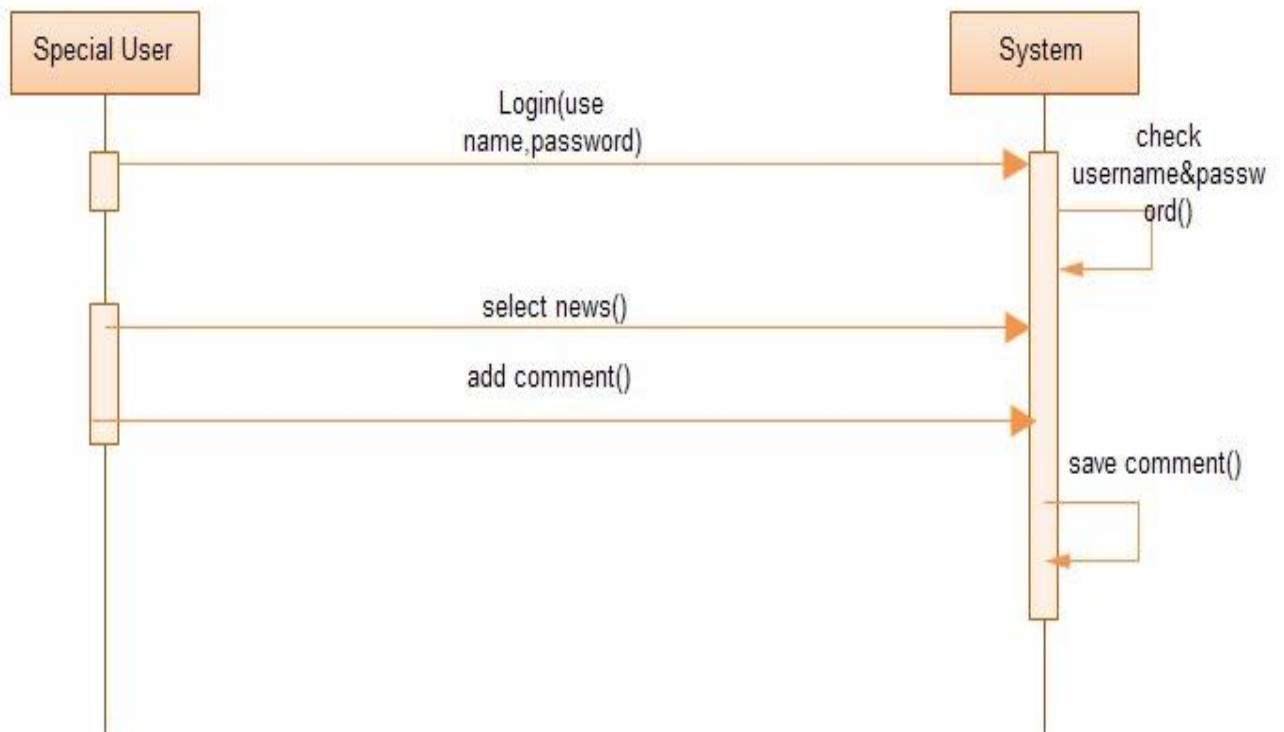 Special User
System
Login(use
name,password)
check
username&passw
ord()
select news()
add comment()
save comment()